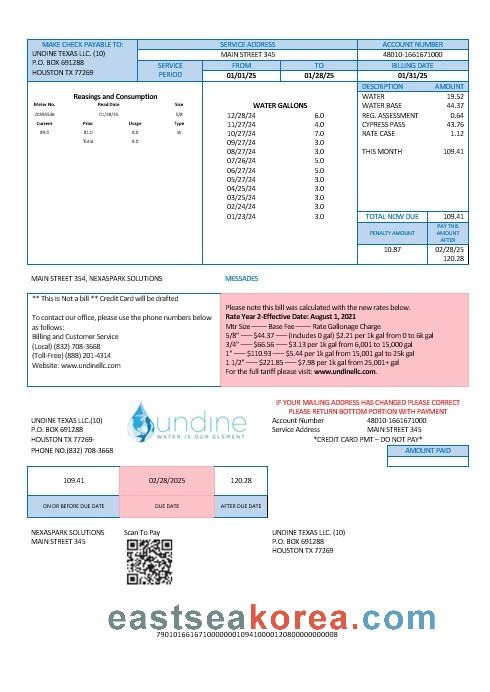 MAKE CHECK PAYABLE TO:
UNDINE TEXAS LLC. (10)
P.O. BOX 691288
HOUSTON TX 77269
SERVICE ADDRESS
MAIN STREET 345
SERVICE PERIOD
FROM
TO
01/01/25
01/28/25
ACCOUNT NUMBER
48010-1661671000
BILLING DATE
01/31/25
Reasings and Consumption
Meter No. Read Date Size
20596546 01/28/25 5/8
Current Prior Usage Type
89.0 81.0 9.0 W
Total 9.0
WATER GALLONS
12/28/24 6.0
11/27/24 4.0
10/27/24 7.0
09/27/24 3.0
08/27/24 3.0
07/26/24 5.0
06/27/24 5.0
05/27/24 3.0
04/25/24 3.0
03/25/24 3.0
02/24/24 3.0
01/23/24 3.0
DESCRIPTION AMOUNT
WATER 19.52
WATER BASE 44.37
REG. ASSESSMENT 0.64
CYPRESS PASS 43.76
RATE CASE 1.12
THIS MONTH 109.41
TOTAL NOW DUE 109.41
PENALTY AMOUNT
PAY THIS AMOUNT AFTER
10.87 02/28/25
120.28
MAIN STREET 354, NEXASPARK SOLUTIONS
MESSADES
** This is Not a bill ** Credit Card will be drafted
To contact our office, please use the phone numbers below
as follows:
Billing and Customer Service
(Local) (832) 708-3668
(Toll-Free) (888) 201-4314
Website: www.undinellc.com
Please note this bill was calculated with the new rates below.
Rate Year 2-Effective Date: August 1, 2021
Mtr Size —— Base Fee —— Rate Gallonage Charge
5/8" —— $44.37 —— (includes 0 gal) $2.21 per 1k gal from 0 to 6k gal
3/4" —— $66.56 —— $3.13 per 1k gal from 6,001 to 15,000 gal
1" —— $110.93 —— $5.44 per 1k gal from 15,001 gal to 25k gal
1 1/2" —— $221.85 —— $7.98 per 1k gal from 25,001+ gal
For the full tariff please visit: www.undinellc.com.
UNDINE TEXAS LLC.(10)
P.O. BOX 691288
HOUSTON TX 77269-
PHONE NO.(832) 708-3668
undine
WATER IS OUR ELEMENT
IF YOUR MAILING ADDRESS HAS CHANGED PLEASE CORRECT
PLEASE RETURN BOTTOM PORTION WITH PAYMENT
Account Number 48010-1661671000
Service Address MAIN STREET 345
*CREDIT CARD PMT – DO NOT PAY*
AMOUNT PAID
109.41 02/28/2025 120.28
ON OR BEFORE DUE DATE DUE DATE AFTER DUE DATE
NEXASPARK SOLUTIONS
MAIN STREET 345
Scan To Pay
UNDINE TEXAS LLC. (10)
P.O. BOX 691288
HOUSTON TX 77269
eastseakorea.com